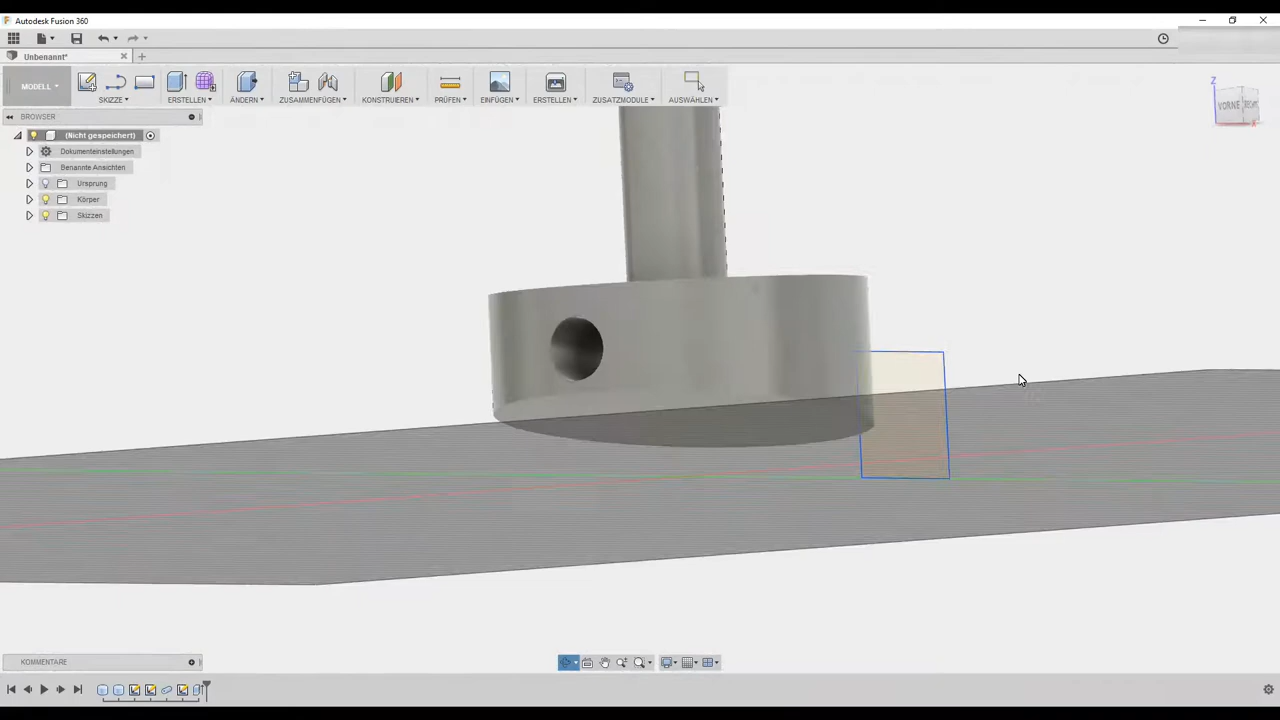 Autodesk Fusion 360
Unbenannt*
MODELL
SKIZZE
ERSTELLEN
ÄNDERN
ZUSAMMENFÜGEN
KONSTRUIEREN
PRÜFEN
EINFÜGEN
ERSTELLEN
ZUSATZMODULE
AUSWÄHLEN
BROWSER
(Nicht gespeichert)
Dokumenteinstellungen
Benannte Ansichten
Ursprung
Körper
Skizzen
Z
VORNE
RECHTS
X
KOMMENTARE